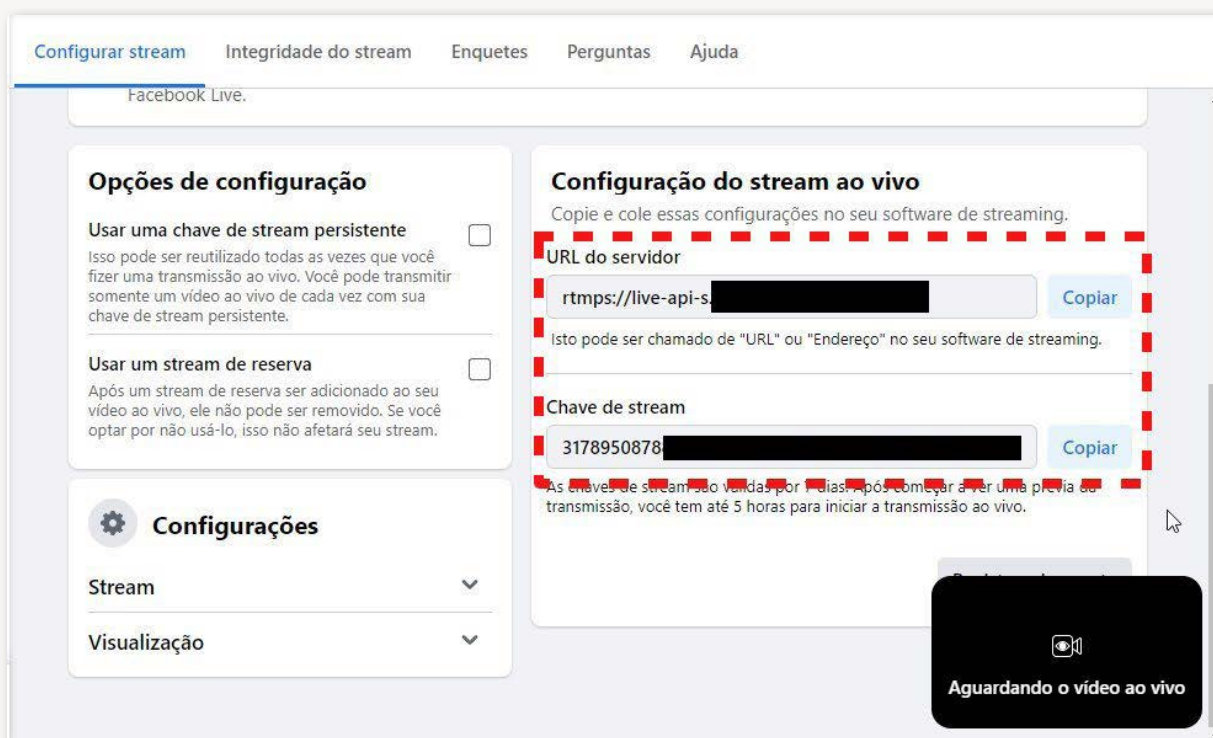 Configurar stream
Integridade do stream
Enquetes
Perguntas
Ajuda
Facebook Live.
Opções de configuração
Usar uma chave de stream persistente
Isso pode ser reutilizado todas as vezes que você
fizer uma transmissão ao vivo. Você pode transmitir
somente um vídeo ao vivo de cada vez com sua
chave de stream persistente.
Usar um stream de reserva
Após um stream de reserva ser adicionado ao seu
vídeo ao vivo, ele não pode ser removido. Se você
optar por não usá-lo, isso não afetará seu stream.
Configurações
Stream
Visualização
Configuração do stream ao vivo
Copie e cole essas configurações no seu software de streaming.
URL do servidor
rtmps://live-api-s.
Copiar
Isto pode ser chamado de "URL" ou "Endereço" no seu software de streaming.
Chave de stream
3178950878
Copiar
As chaves de stream são válidas por 7 dias. Após começar a ver uma prévia da
transmissão, você tem até 5 horas para iniciar a transmissão ao vivo.
Aguardando o vídeo ao vivo